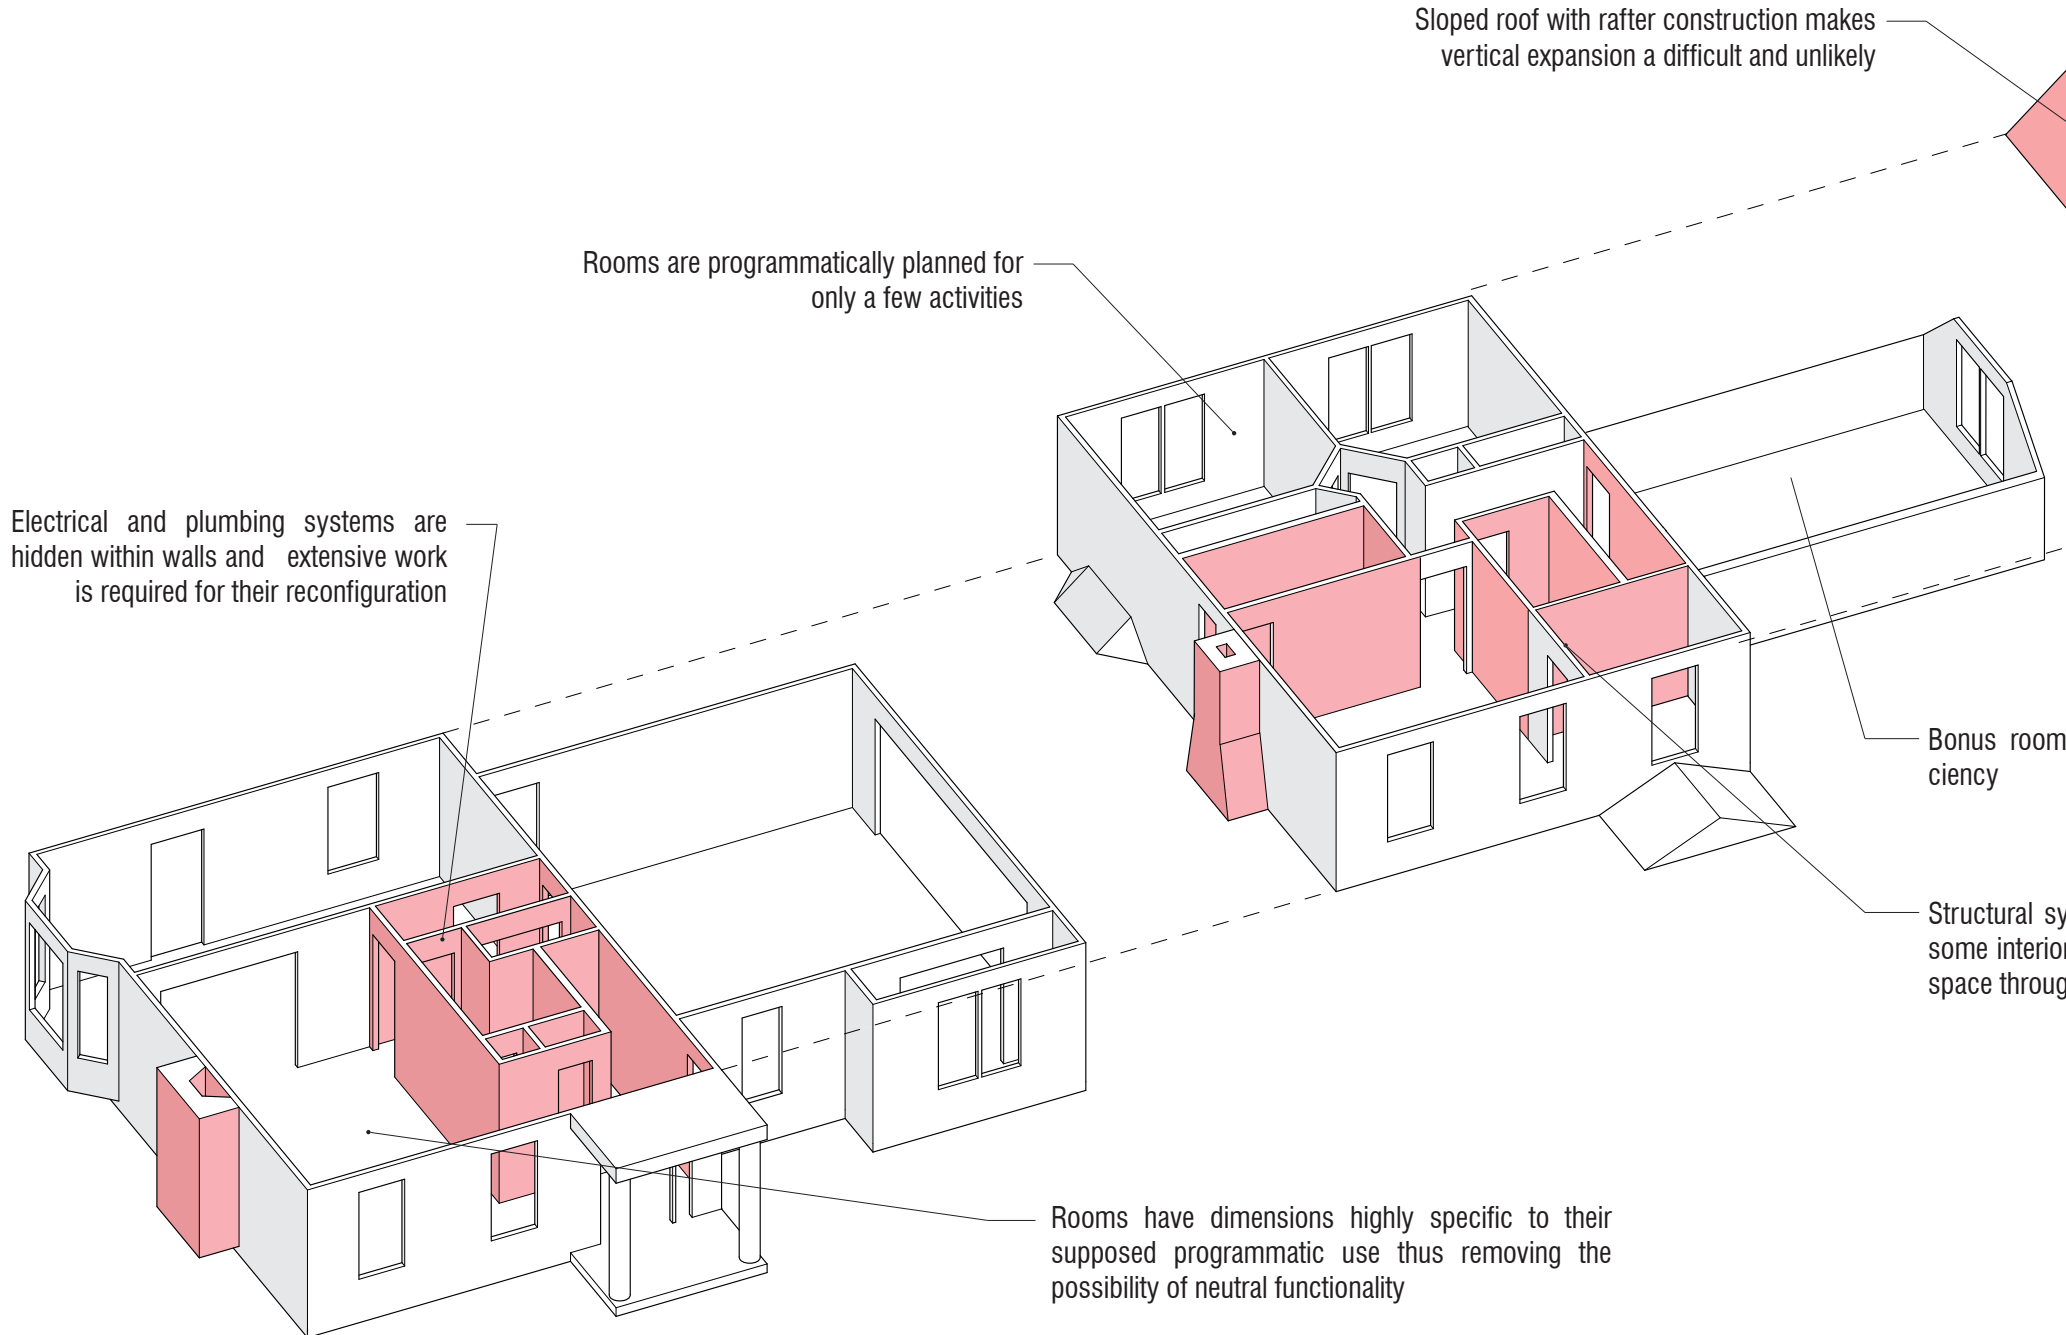 Sloped roof with rafter construction makes
vertical expansion a difficult and unlikely
Rooms are programmatically planned for
only a few activities
Electrical and plumbing systems are
hidden within walls and extensive work
is required for their reconfiguration
Bonus room
ciency
Structural sy
some interior
space throug
Rooms have dimensions highly specific to their
supposed programmatic use thus removing the
possibility of neutral functionality